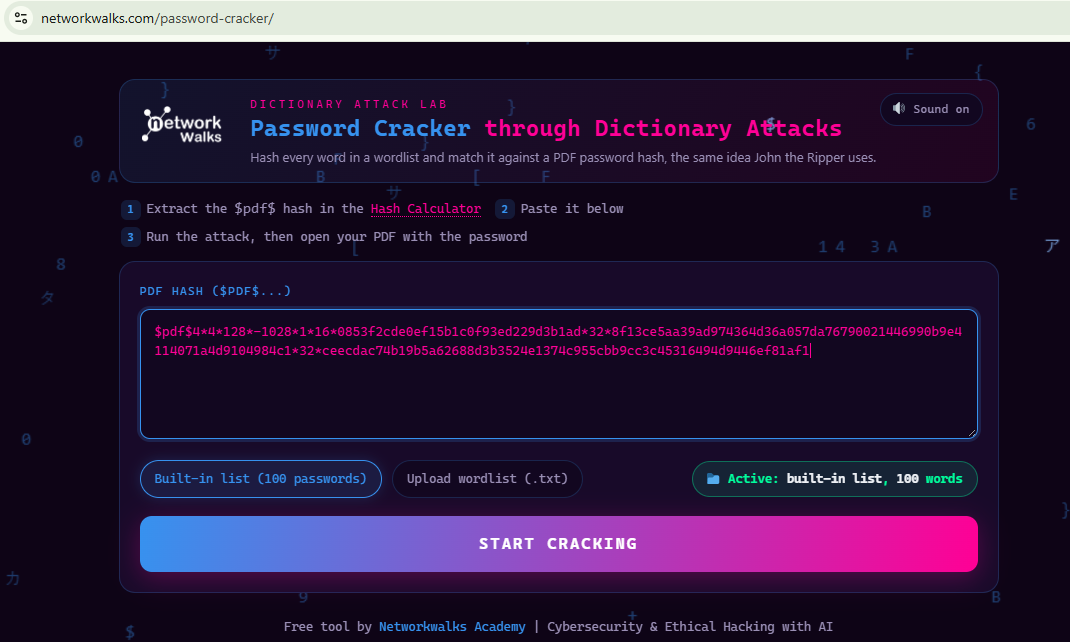 networkwalks.com/password-cracker/
network
Walks
DICTIONARY ATTACK LAB
Password Cracker through Dictionary Attacks
Hash every word in a wordlist and match it against a PDF password hash, the same idea John the Ripper uses.
Sound on
1 Extract the $pdf$ hash in the Hash Calculator 2 Paste it below
3 Run the attack, then open your PDF with the password
PDF HASH ($PDF$...)
$pdf$4*4*128*-1028*1*16*0853f2cde0ef15b1c0f93ed229d3b1ad*32*8f13ce5aa39ad974364d36a057da76790021446990b9e4
114071a4d9104984c1*32*ceecdac74b19b5a62688d3b3524e1374c955cbb9cc3c45316494d9446ef81af1
Built-in list (100 passwords)
Upload wordlist (.txt)
Active: built-in list, 100 words
START CRACKING
Free tool by Networkwalks Academy | Cybersecurity & Ethical Hacking with AI